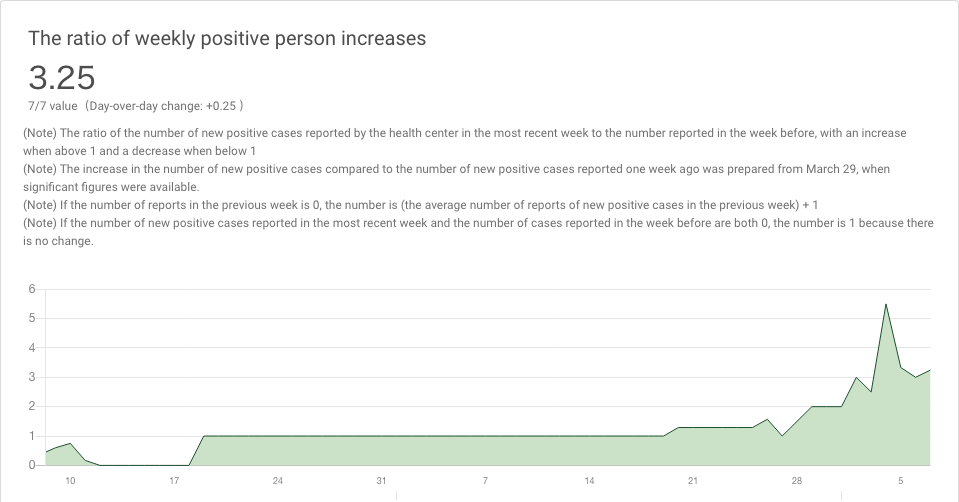 The ratio of weekly positive person increases
3.25
7/7 value （Day-over-day change: +0.25 ）
(Note) The ratio of the number of new positive cases reported by the health center in the most recent week to the number reported in the week before, with an increase
when above 1 and a decrease when below 1
(Note) The increase in the number of new positive cases compared to the number of new positive cases reported one week ago was prepared from March 29, when
significant figures were available.
(Note) If the number of reports in the previous week is 0, the number is (the average number of reports of new positive cases in the previous week) + 1
(Note) If the number of new positive cases reported in the most recent week and the number of cases reported in the week before are both 0, the number is 1 because there
is no change.
6
5
4
3
2
1
0
10 17 24 31 7 14 21 28 5